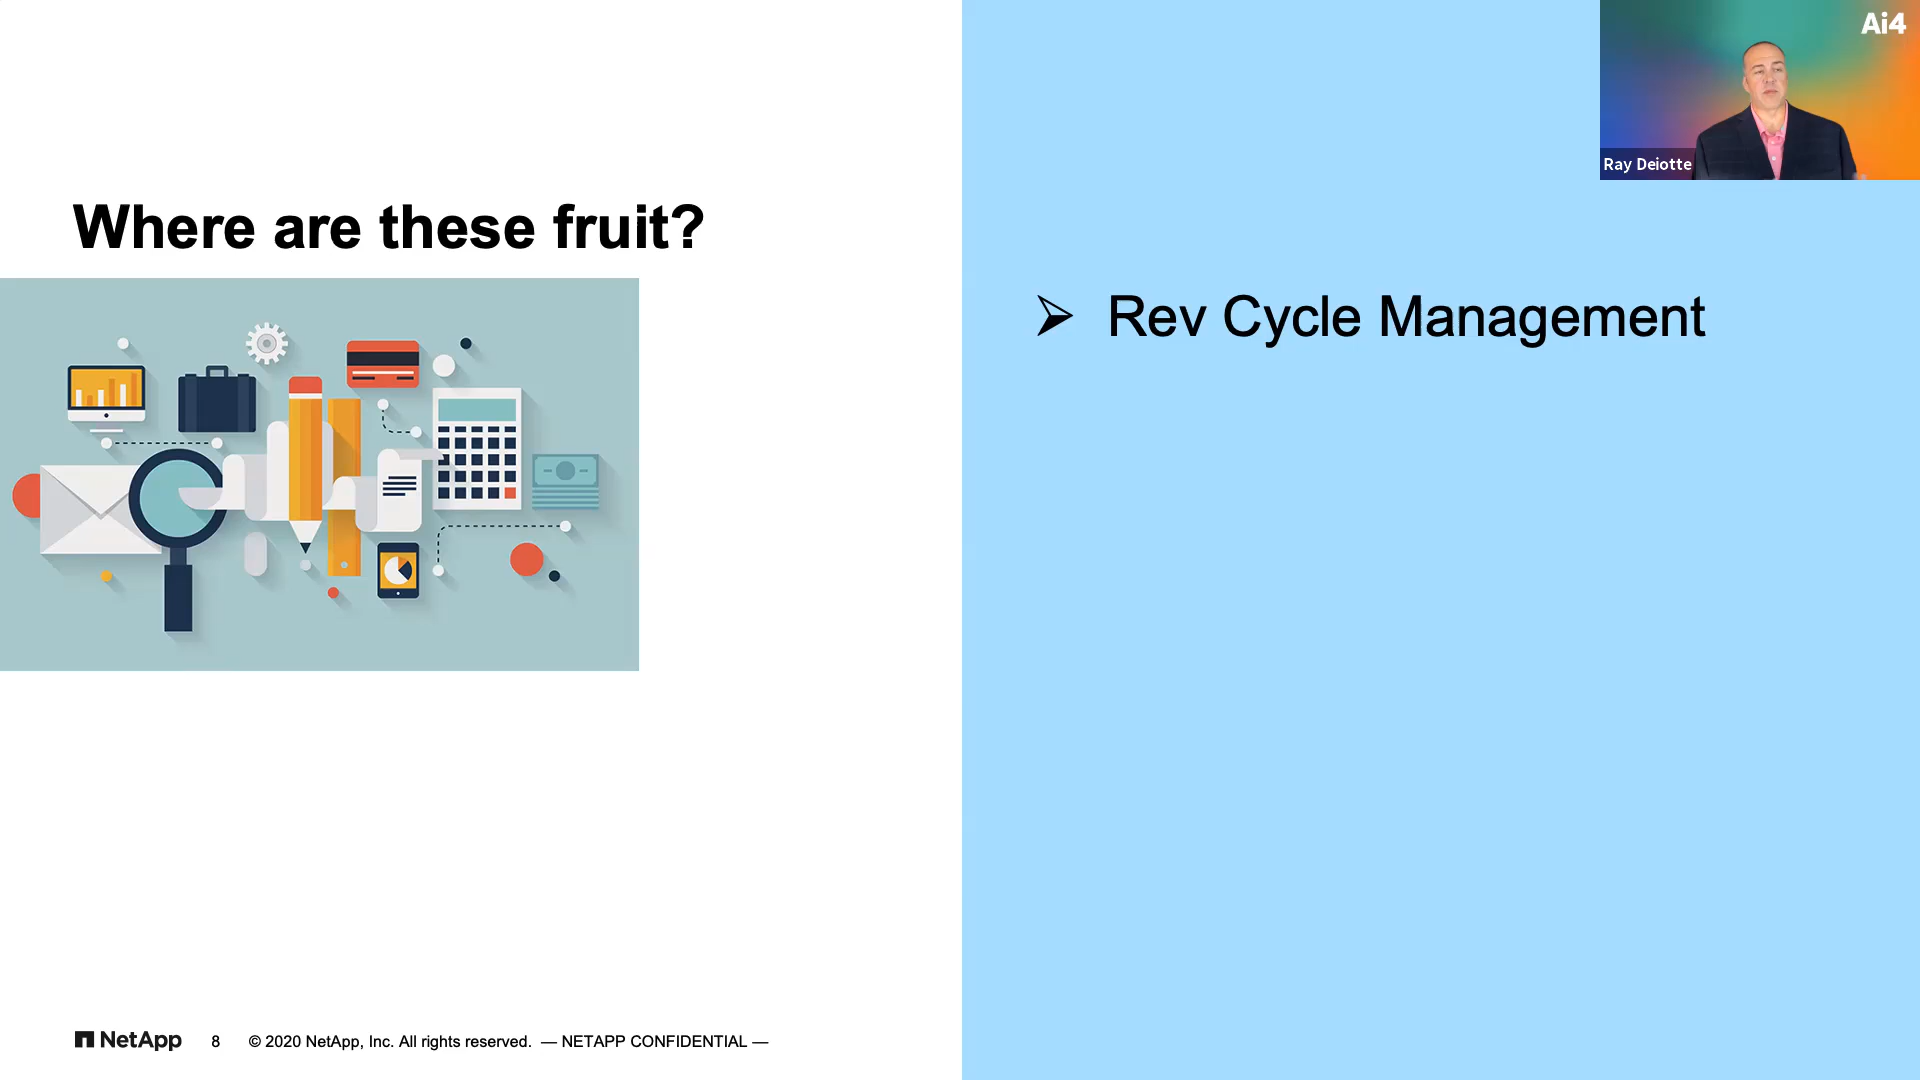 Ai4
Ray Deiotte
Where are these fruit?
➢ Rev Cycle Management
NetApp 8 © 2020 NetApp, Inc. All rights reserved. — NETAPP CONFIDENTIAL —